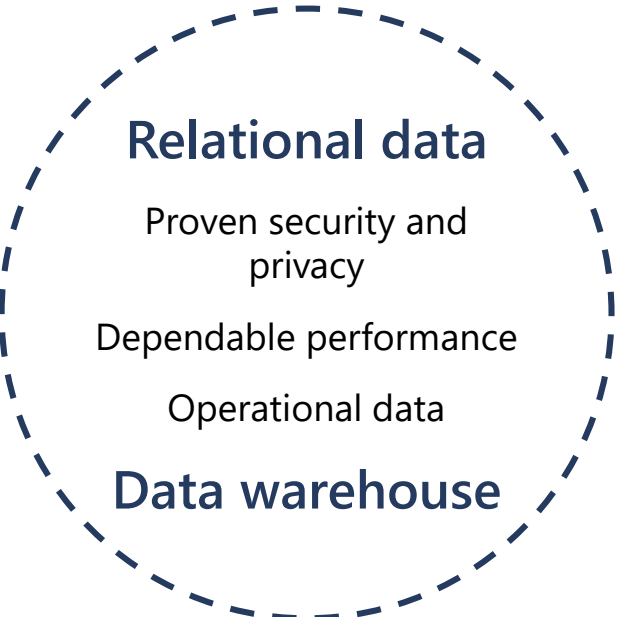 Relational data
Proven security and
privacy
Dependable performance
Operational data
Data warehouse